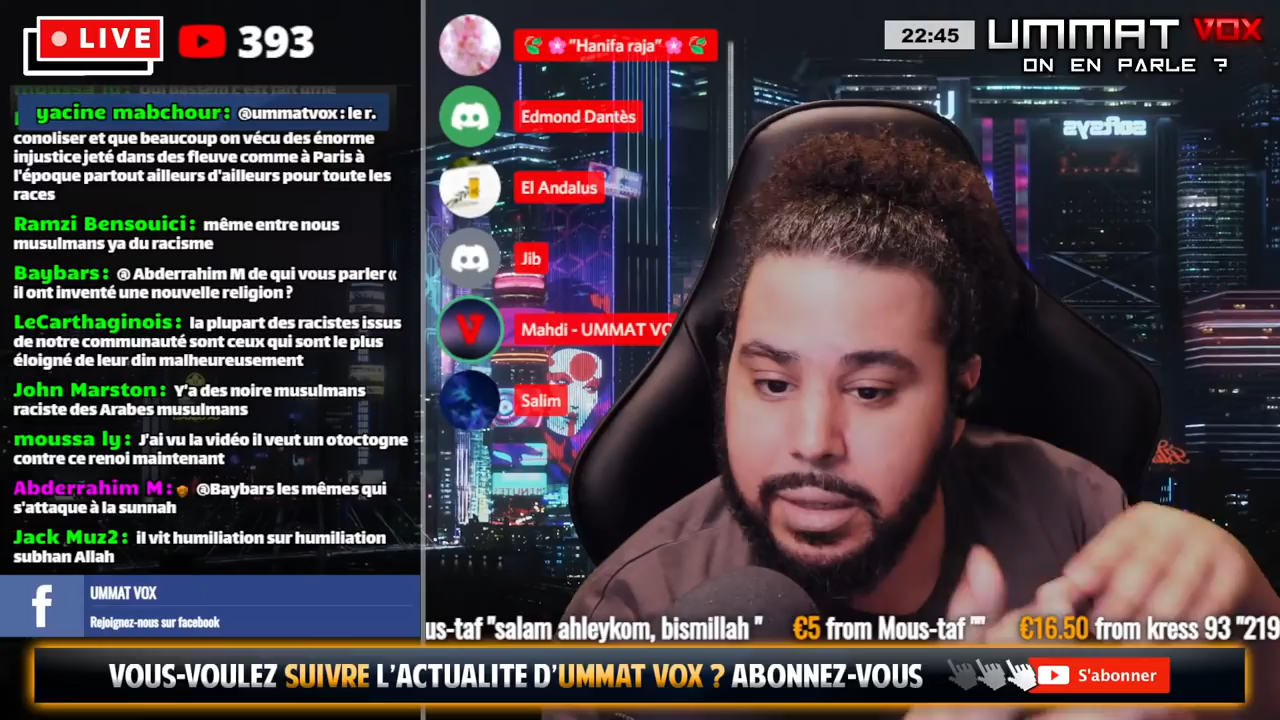 LIVE
393
yacine mabchour: @ummatvox : le r.
conoliser et que beaucoup on vécu des énorme
injustice jeté dans des fleuve comme à Paris à
l'époque partout ailleurs d'ailleurs pour toute les
races
Ramzi Bensouici: même entre nous
musulmans ya du racisme
Baybars: @ Abderrahim M de qui vous parler «
il ont inventé une nouvelle religion ?
LeCarthaginois: la plupart des racistes issus
de notre communauté sont ceux qui sont le plus
éloigné de leur din malheureusement
John Marston: Y'a des noire musulmans
raciste des Arabes musulmans
moussa ly: J'ai vu la vidéo il veut un otoctogne
contre ce renoi maintenant
Abderrahim M: @Baybars les mêmes qui
s'attaque à la sunnah
Jack Muz2: il vit humiliation sur humiliation
subhan Allah
UMMAT VOX
Rejoignez-nous sur facebook
"Hanifa raja"
Edmond Dantès
El Andalus
Jib
Mahdi - UMMAT VO
Salim
22:45
UMMAT VOX
ON EN PARLE ?
us-taf "salam ahleykom, bismillah " €5 from Mous-taf "" €16.50 from kress 93 "219
VOUS-VOULEZ SUIVRE L'ACTUALITE D'UMMAT VOX ? ABONNEZ-VOUS
S'abonner